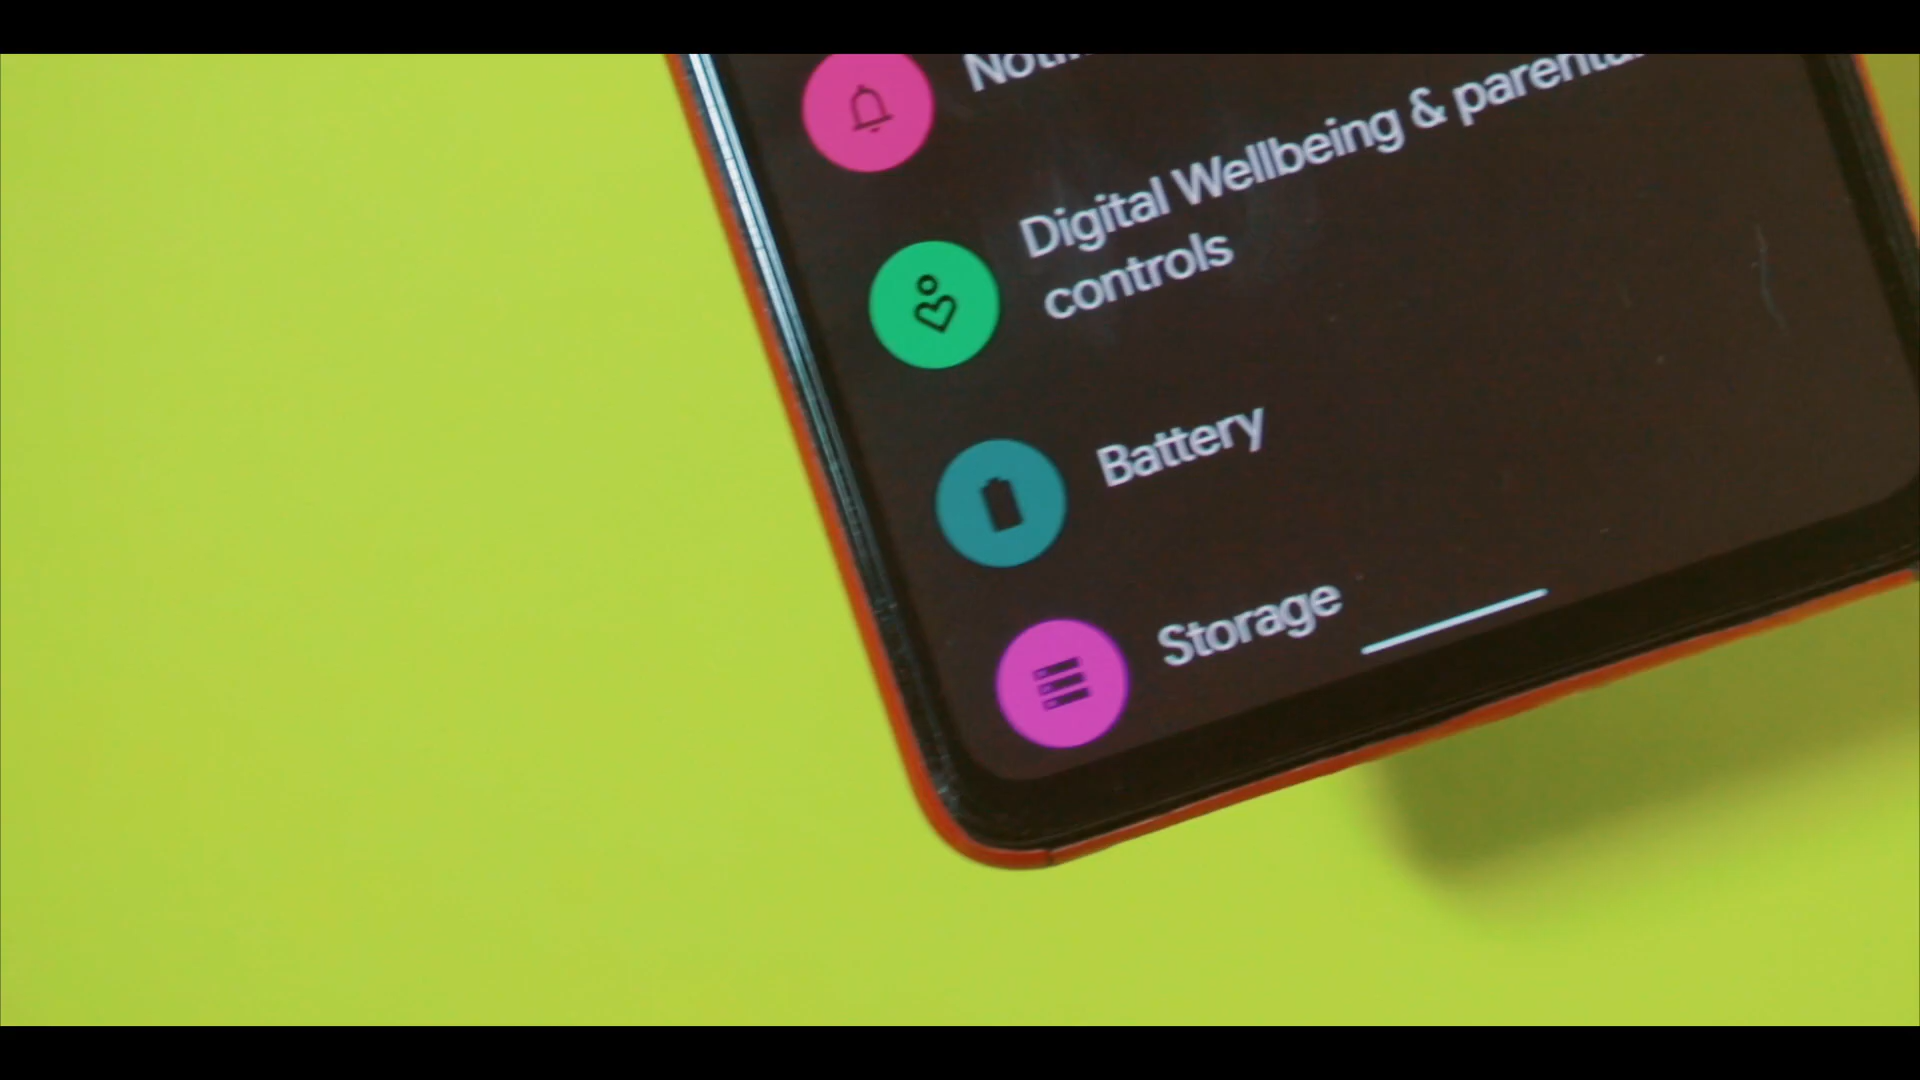 Digital Wellbeing & parental
controls
Battery
Storage